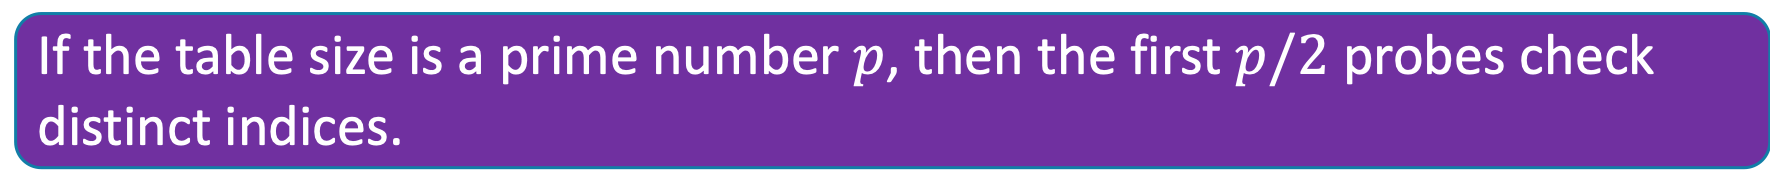 If the table size is a prime number p, then the first p/2 probes check
distinct indices.